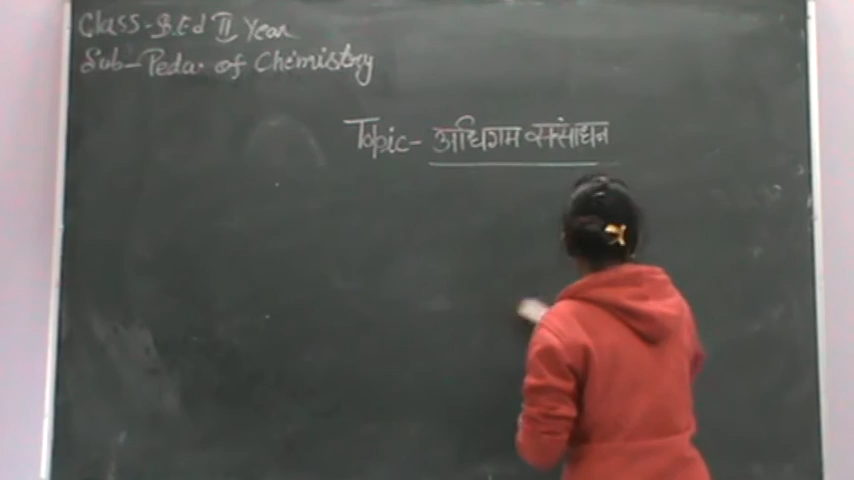 Class-B.Ed II Year
Sub-Peda. of Chemistry
Topic- अधिगम संसाधन